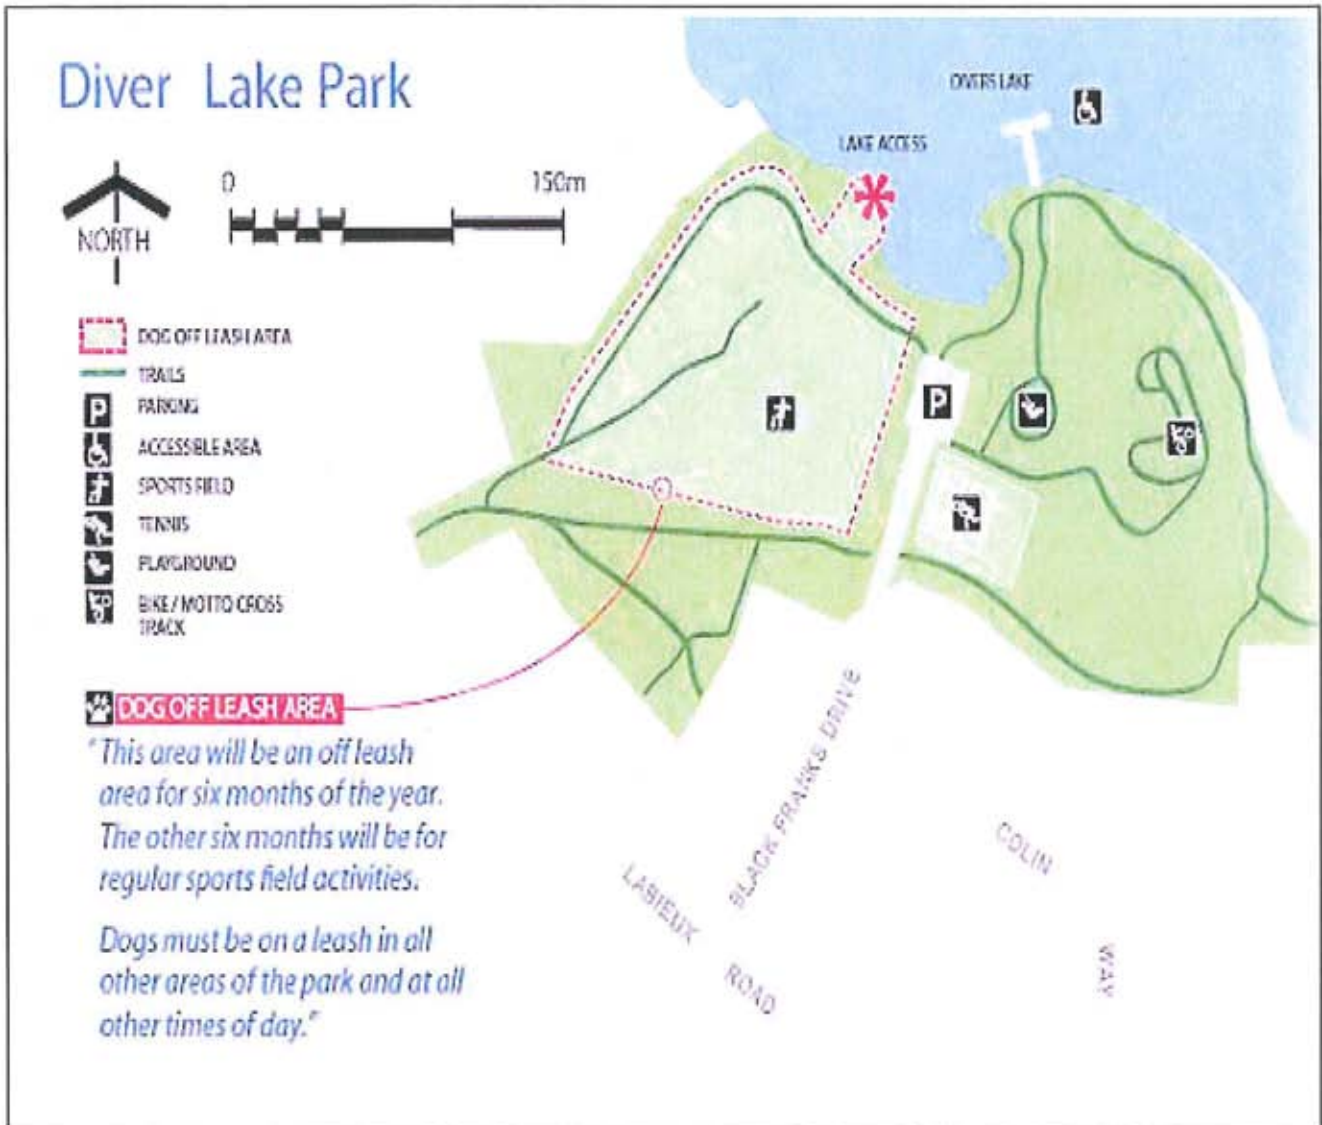 Diver Lake Park
DIVERS LAKE
LAKE ACCESS
0 150m
NORTH
DOG OFF LEASH AREA
TRAILS
P PARKING
ACCESSIBLE AREA
SPORTS FIELD
TENNIS
PLAYGROUND
BIKE / MOTTO CROSS
TRACK
P
DOG OFF LEASH AREA
"This area will be an off leash
area for six months of the year.
The other six months will be for
regular sports field activities.
Dogs must be on a leash in all
other areas of the park and at all
other times of day."
BLACK FRANKS DRIVE
LABIEUX ROAD
COLIN WAY